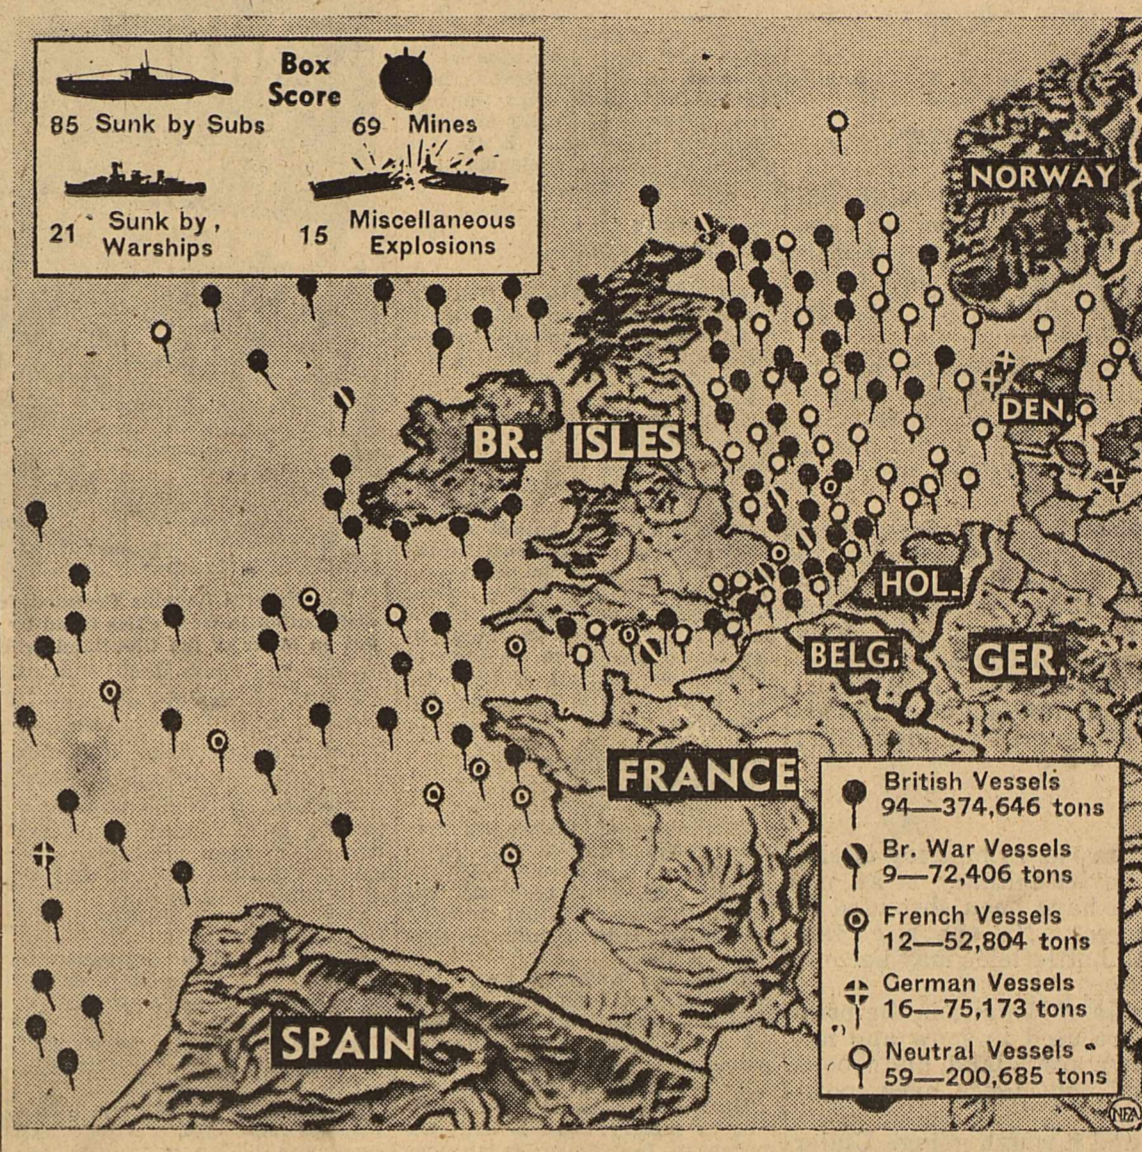 Box
Score
85 Sunk by Subs
69 Mines
21 Sunk by,
Warships
15 Miscellaneous
Explosions
NORWAY
DEN.
BR. ISLES
HOL.
BELG.
GER.
FRANCE
SPAIN
British Vessels
94—374,646 tons
Br. War Vessels
9—72,406 tons
French Vessels
12—52,804 tons
German Vessels
16—75,173 tons
Neutral Vessels
59—200,685 tons
NEA